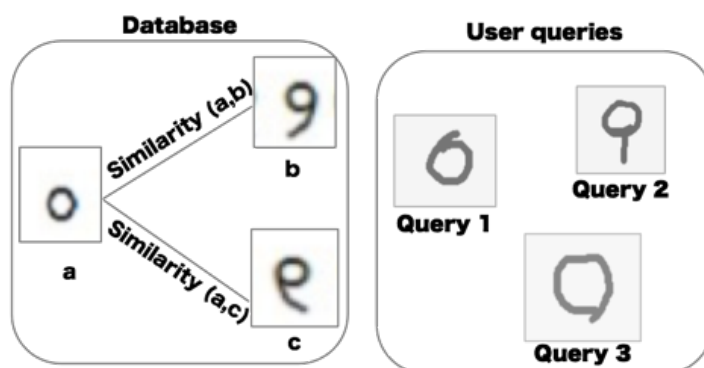 Database
Similarity (a,b)
b
a
Similarity (a,c)
c
User queries
Query 1
Query 2
Query 3